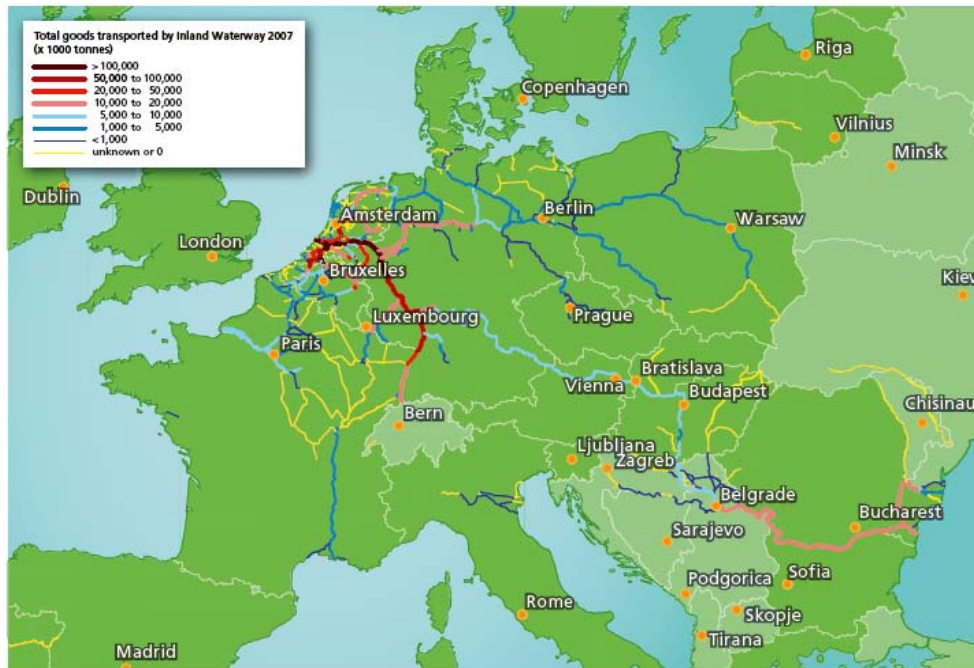 Total goods transported by Inland Waterway 2007
(x 1000 tonnes)
>100,000
50,000 to 100,000
20,000 to 50,000
10,000 to 20,000
5,000 to 10,000
1,000 to 5,000
<1,000
unknown or 0
Riga
Copenhagen
Vilnius
Minsk
Dublin
Amsterdam
Berlin
Warsaw
London
Bruxelles
Kiev
Luxembourg
Prague
Paris
Bratislava
Vienna
Budapest
Bern
Chisinau
Ljubljana
Zagreb
Belgrade
Bucharest
Sarajevo
Podgorica
Sofia
Rome
Skopje
Tirana
Madrid